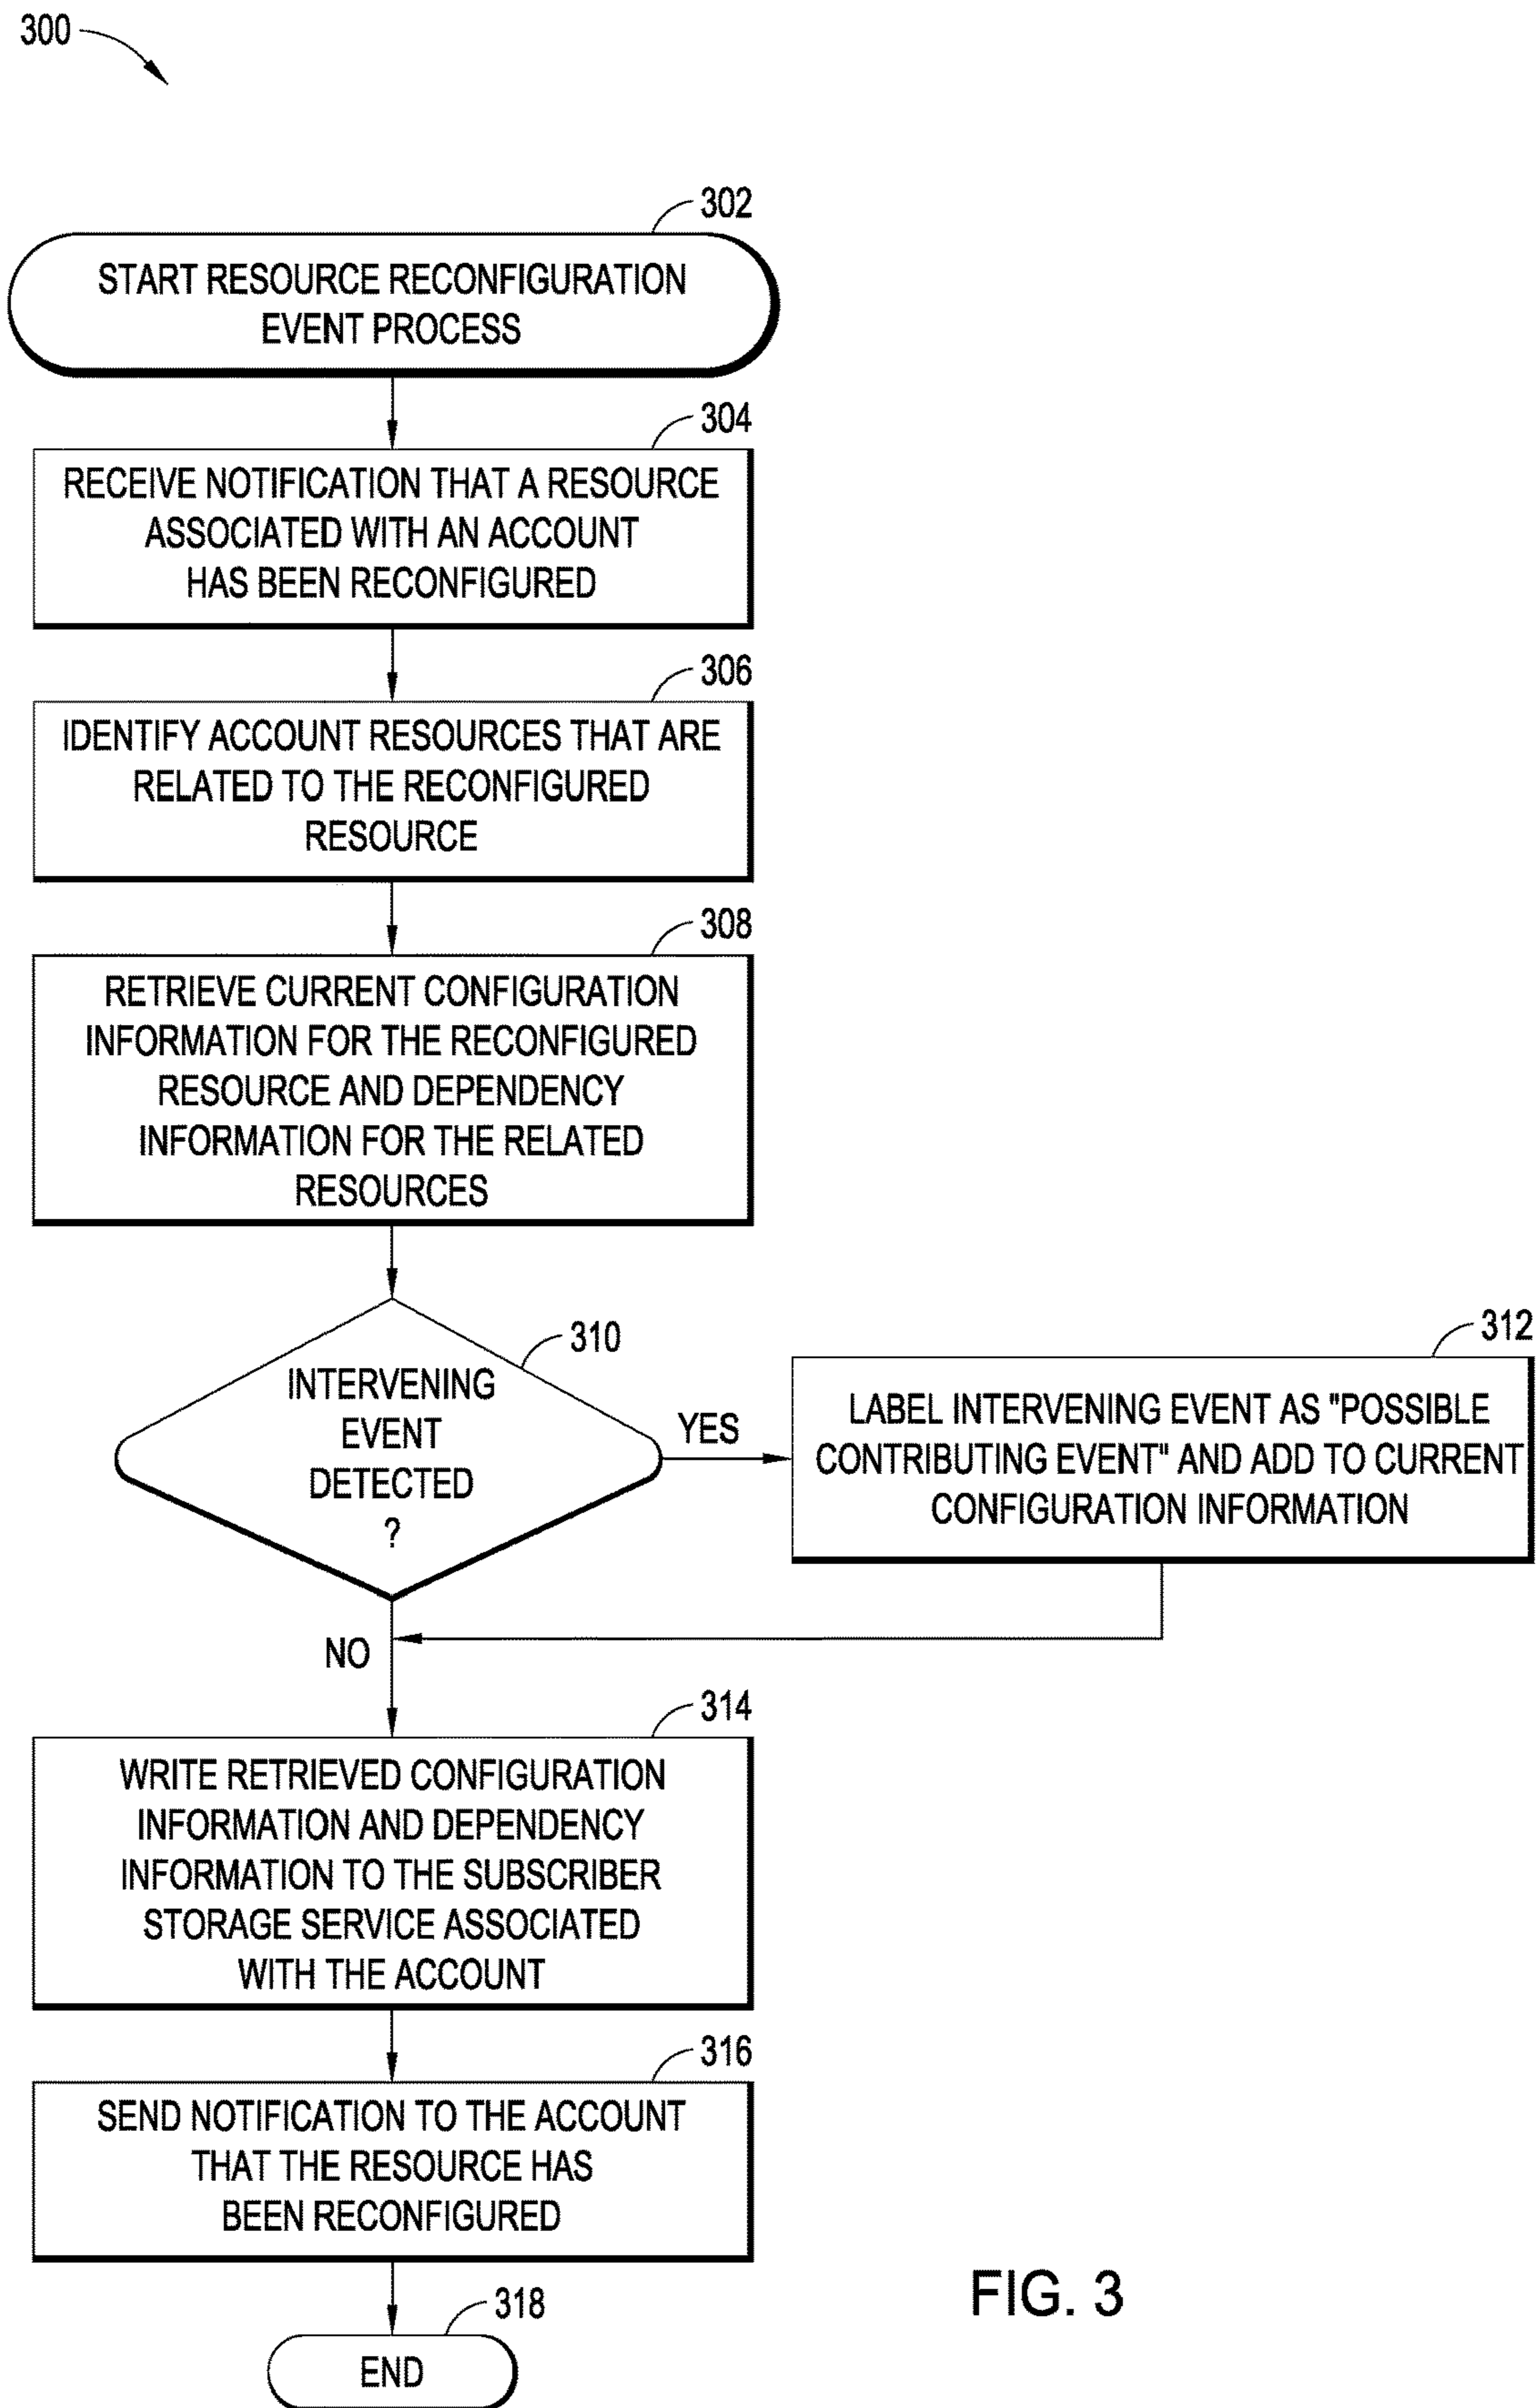 300
302
START RESOURCE RECONFIGURATION
EVENT PROCESS
304
RECEIVE NOTIFICATION THAT A RESOURCE
ASSOCIATED WITH AN ACCOUNT
HAS BEEN RECONFIGURED
306
IDENTIFY ACCOUNT RESOURCES THAT ARE
RELATED TO THE RECONFIGURED
RESOURCE
308
RETRIEVE CURRENT CONFIGURATION
INFORMATION FOR THE RECONFIGURED
RESOURCE AND DEPENDENCY
INFORMATION FOR THE RELATED
RESOURCES
310
INTERVENING
EVENT
DETECTED
?
YES
312
LABEL INTERVENING EVENT AS "POSSIBLE
CONTRIBUTING EVENT" AND ADD TO CURRENT
CONFIGURATION INFORMATION
NO
314
WRITE RETRIEVED CONFIGURATION
INFORMATION AND DEPENDENCY
INFORMATION TO THE SUBSCRIBER
STORAGE SERVICE ASSOCIATED
WITH THE ACCOUNT
316
SEND NOTIFICATION TO THE ACCOUNT
THAT THE RESOURCE HAS
BEEN RECONFIGURED
318
END
FIG. 3